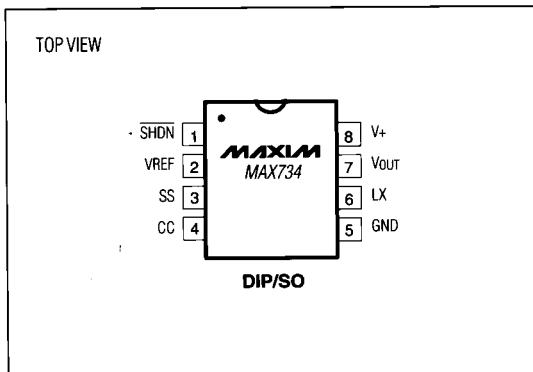 TOP VIEW
SHDN 1
VREF 2
SS 3
CC 4
MAXIM
MAX734
8 V+
7 VOUT
6 LX
5 GND
DIP/SO